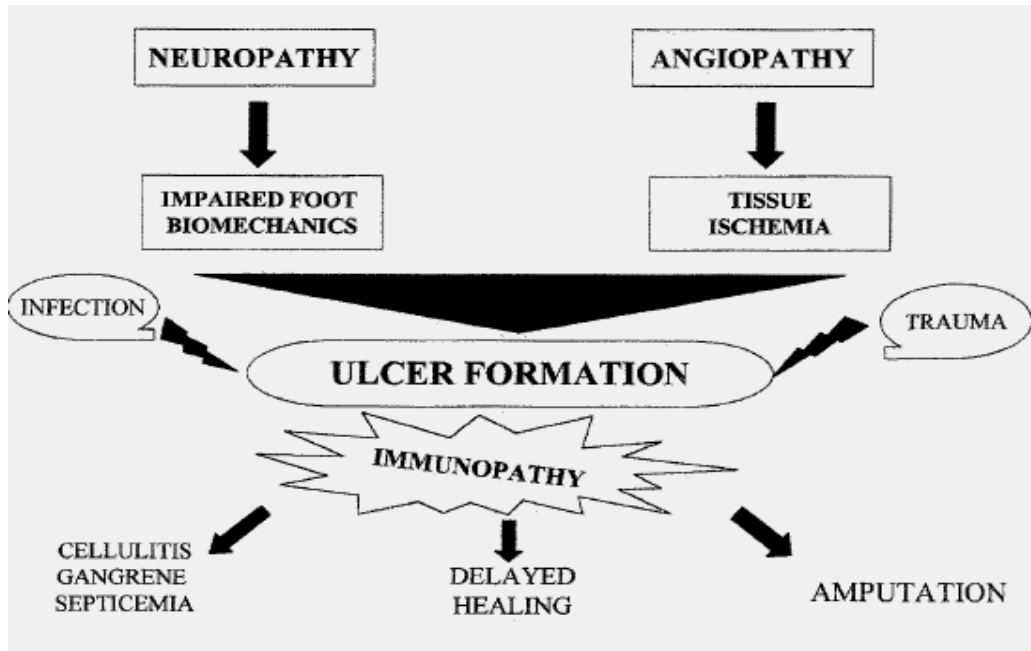 NEUROPATHY
ANGIOPATHY
IMPAIRED FOOT
BIOMECHANICS
TISSUE
ISCHEMIA
INFECTION
TRAUMA
ULCER FORMATION
IMMUNOPATHY
CELLULITIS
GANGRENE
SEPTICEMIA
DELAYED
HEALING
AMPUTATION